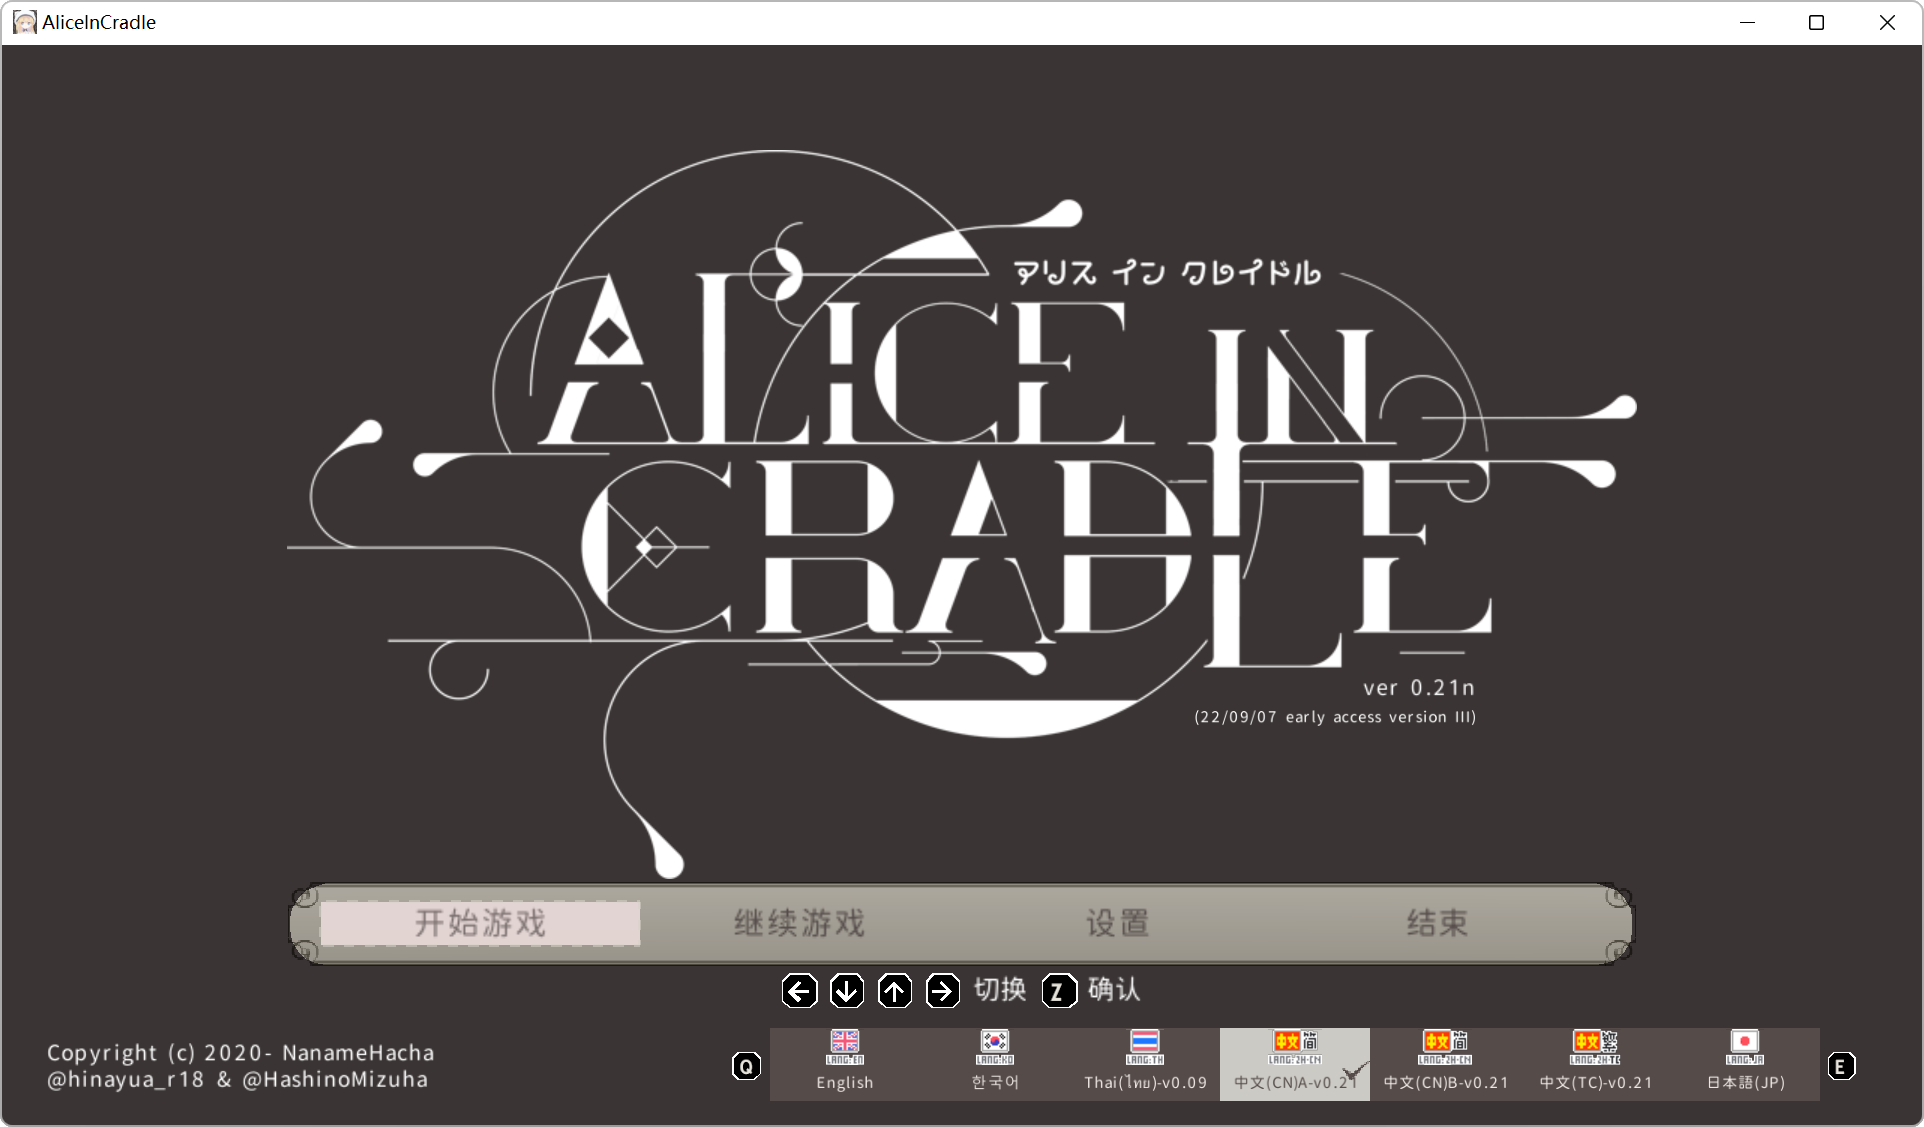 AliceInCradle
アリス イン クレイドル
ALICE IN
CRADLE
ver 0.21n
(22/09/07 early access version III)
开始游戏 继续游戏 设置 结束
切换 Z 确认
Copyright (c) 2020- NanameHacha
@hinayua_r18 & @HashinoMizuha
Q
LANG:EN LANG:KO LANG:TH 中文简 LANG:ZH-CN 中文简 LANG:ZH-CN 中文繁 LANG:ZH-TC LANG:JA
English 한국어 Thai(ไทย)-v0.09 中文(CN)A-v0.21 中文(CN)B-v0.21 中文(TC)-v0.21 日本語(JP)
E